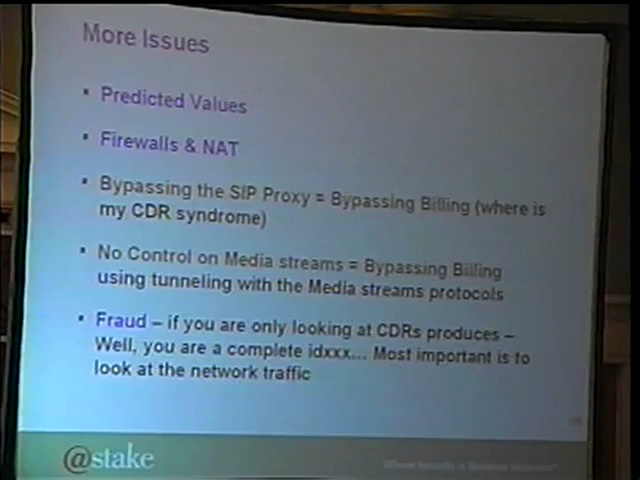 More Issues
▪ Predicted Values
▪ Firewalls & NAT
▪ Bypassing the SIP Proxy = Bypassing Billing (where is
my CDR syndrome)
▪ No Control on Media streams = Bypassing Billing
using tunneling with the Media streams protocols
▪ Fraud – if you are only looking at CDRs produces –
Well, you are a complete idxxx... Most important is to
look at the network traffic
@stake